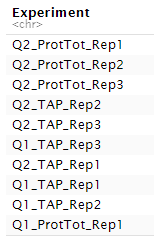 Experiment
<chr>
Q2_ProtTot_Rep1
Q2_ProtTot_Rep2
Q2_ProtTot_Rep3
Q2_TAP_Rep2
Q2_TAP_Rep3
Q1_TAP_Rep3
Q2_TAP_Rep1
Q1_TAP_Rep1
Q1_TAP_Rep2
Q1_ProtTot_Rep1